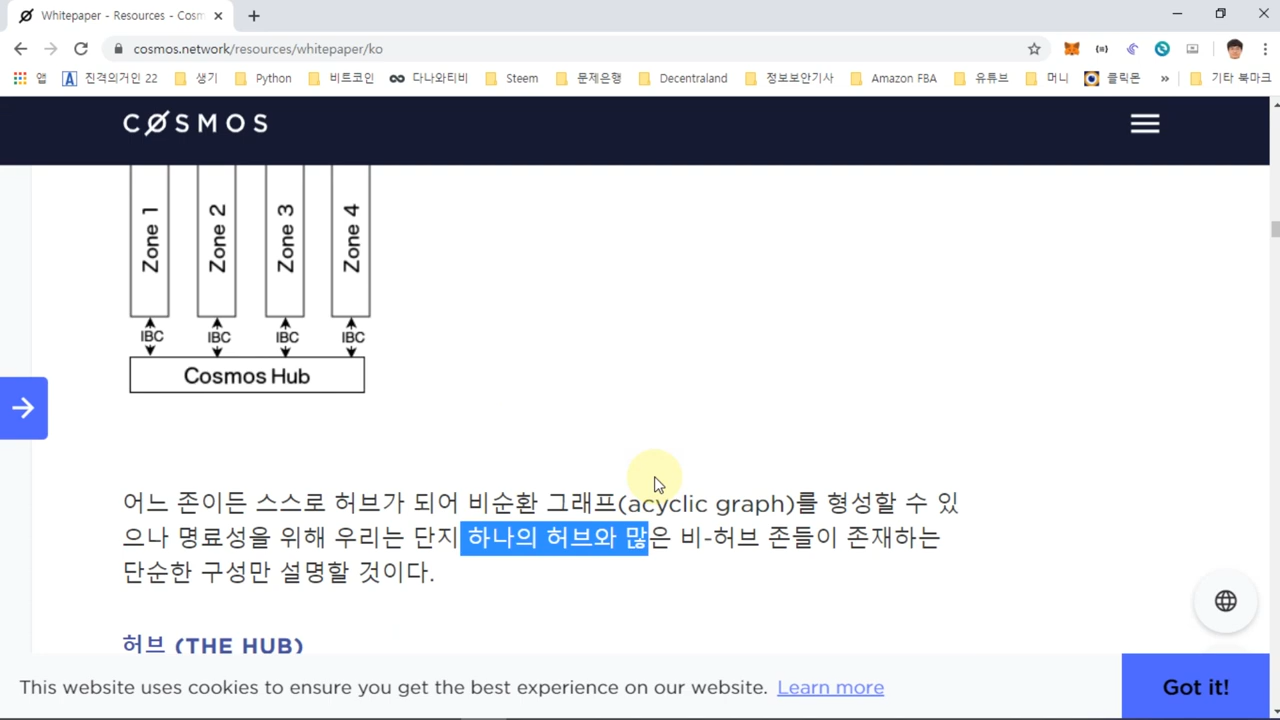 Whitepaper - Resources - Cosm
cosmos.network/resources/whitepaper/ko
앱 진격의거인 22 생기 Python 비트코인 다나와티비 Steem 문제은행 Decentraland 정보보안기사 Amazon FBA 유튜브 머니 클릭몬 » 기타 북마크
CØSMOS
Zone 1 Zone 2 Zone 3 Zone 4
IBC IBC IBC IBC
Cosmos Hub
어느 존이든 스스로 허브가 되어 비순환 그래프(acyclic graph)를 형성할 수 있
으나 명료성을 위해 우리는 단지 하나의 허브와 많은 비-허브 존들이 존재하는
단순한 구성만 설명할 것이다.
허브 (THE HUB)
This website uses cookies to ensure you get the best experience on our website. Learn more
Got it!